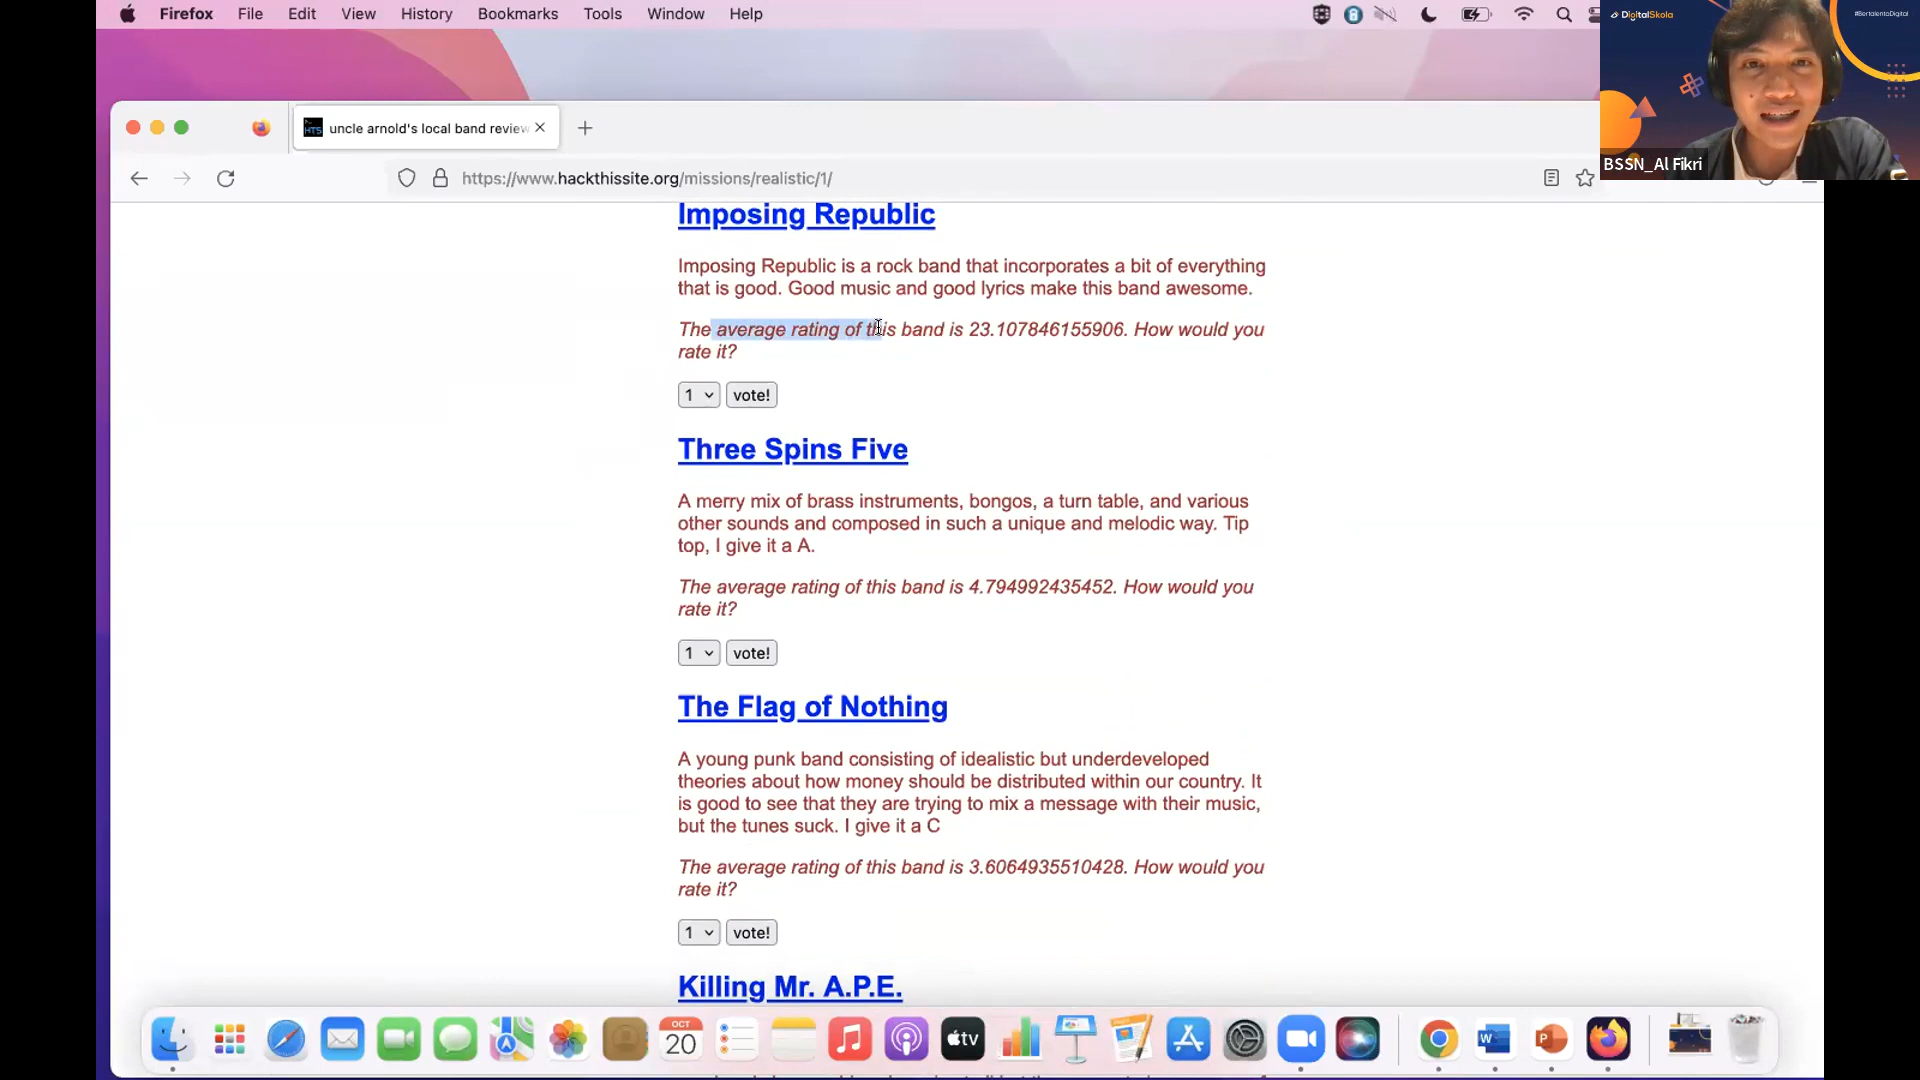 Firefox File Edit View History Bookmarks Tools Window Help
DigitalSkola
#BertalentaDigital
BSSN_Al Fikri
HTS
uncle arnold's local band review
https://www.hackthissite.org/missions/realistic/1/
Imposing Republic
Imposing Republic is a rock band that incorporates a bit of everything
that is good. Good music and good lyrics make this band awesome.
The average rating of this band is 23.107846155906. How would you
rate it?
1 vote!
Three Spins Five
A merry mix of brass instruments, bongos, a turn table, and various
other sounds and composed in such a unique and melodic way. Tip
top, I give it a A.
The average rating of this band is 4.794992435452. How would you
rate it?
1 vote!
The Flag of Nothing
A young punk band consisting of idealistic but underdeveloped
theories about how money should be distributed within our country. It
is good to see that they are trying to mix a message with their music,
but the tunes suck. I give it a C
The average rating of this band is 3.6064935510428. How would you
rate it?
1 vote!
Killing Mr. A.P.E.
OCT
20
tv
W
P